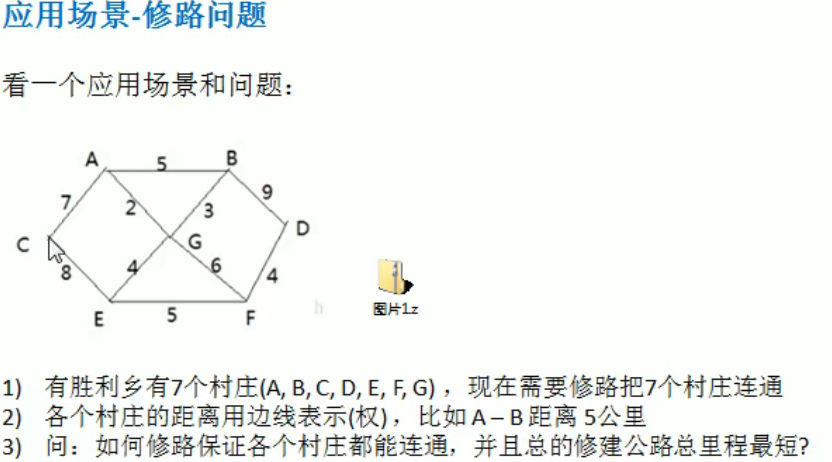 应用场景-修路问题
看一个应用场景和问题：
A 5 B
7 2 3 9
C G D
8 4 6 4
E 5 F
h
图片1.z
1) 有胜利乡有7个村庄(A, B, C, D, E, F, G) ，现在需要修路把7个村庄连通
2) 各个村庄的距离用边线表示(权) ，比如 A – B 距离 5公里
3) 问：如何修路保证各个村庄都能连通，并且总的修建公路总里程最短?